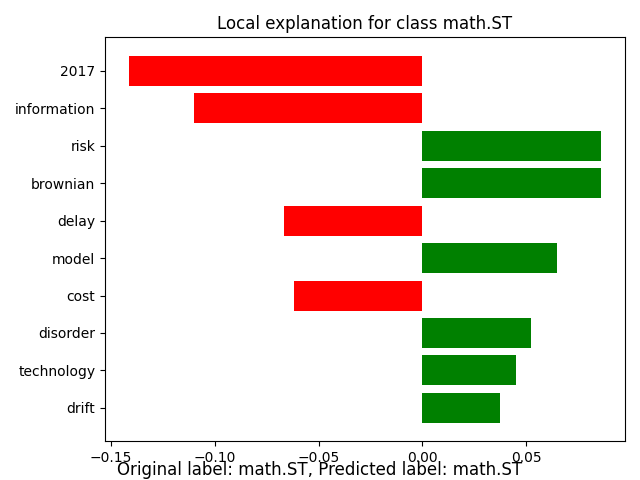 Local explanation for class math.ST
2017
information
risk
brownian
delay
model
cost
disorder
technology
drift
−0.15 −0.10 −0.05 0.00 0.05
Original label: math.ST, Predicted label: math.ST